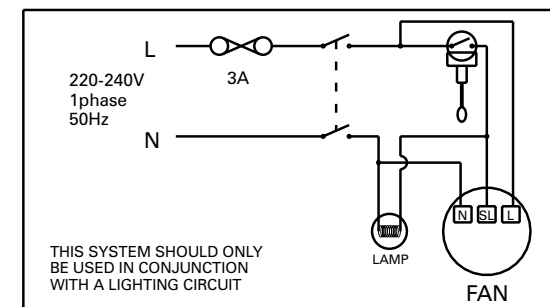 L
3A
220-240V
1phase
50Hz
N
N SL L
LAMP
FAN
THIS SYSTEM SHOULD ONLY
BE USED IN CONJUNCTION
WITH A LIGHTING CIRCUIT